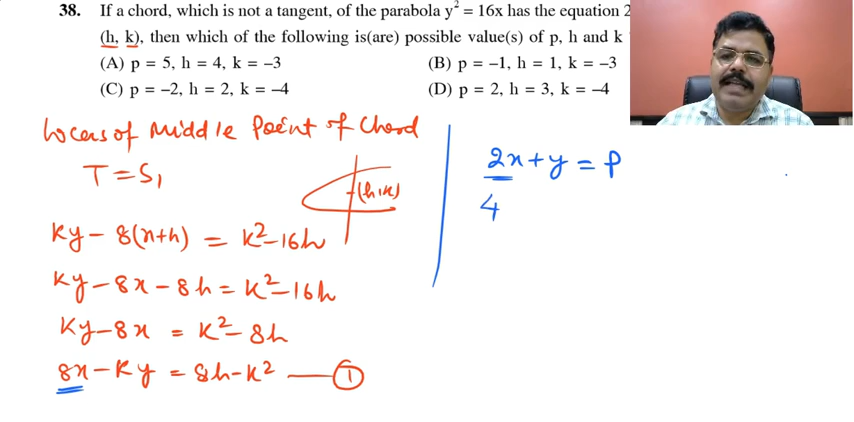 38. If a chord, which is not a tangent, of the parabola y² = 16x has the equation 2
(h, k), then which of the following is(are) possible value(s) of p, h and k
(A) p = 5, h = 4, k = −3
(B) p = −1, h = 1, k = −3
(C) p = −2, h = 2, k = −4
(D) p = 2, h = 3, k = −4
Locus of Middle Point of Chord
T = S₁
(h,k)
ky − 8(x+h) = k² − 16h
ky − 8x − 8h = k² − 16h
ky − 8x = k² − 8h
8x − ky = 8h − k² —— ①
2x + y = P
4